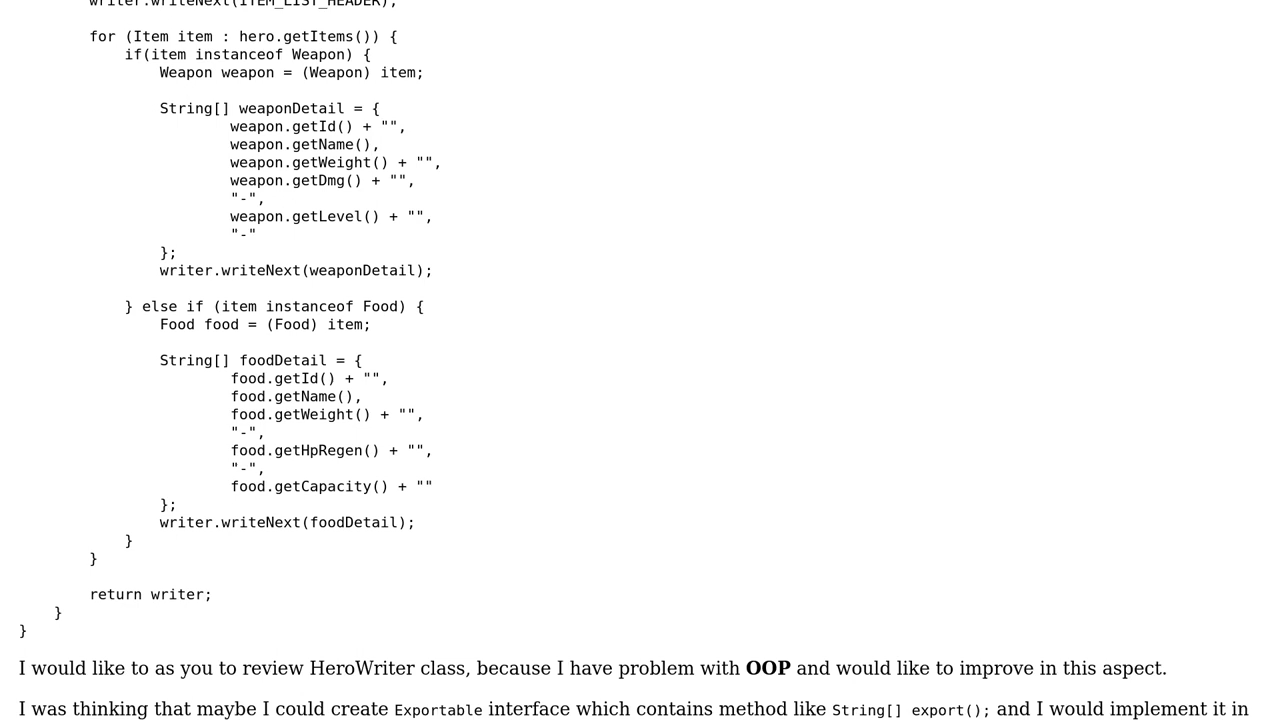 writer.writeNext(ITEM_LIST_HEADER);
for (Item item : hero.getItems()) {
if(item instanceof Weapon) {
Weapon weapon = (Weapon) item;
String[] weaponDetail = {
weapon.getId() + "",
weapon.getName(),
weapon.getWeight() + "",
weapon.getDmg() + "",
"-",
weapon.getLevel() + "",
"-"
};
writer.writeNext(weaponDetail);
} else if (item instanceof Food) {
Food food = (Food) item;
String[] foodDetail = {
food.getId() + "",
food.getName(),
food.getWeight() + "",
"-",
food.getHpRegen() + "",
"-",
food.getCapacity() + ""
};
writer.writeNext(foodDetail);
}
}
return writer;
}
}
I would like to as you to review HeroWriter class, because I have problem with OOP and would like to improve in this aspect.
I was thinking that maybe I could create Exportable interface which contains method like String[] export(); and I would implement it in